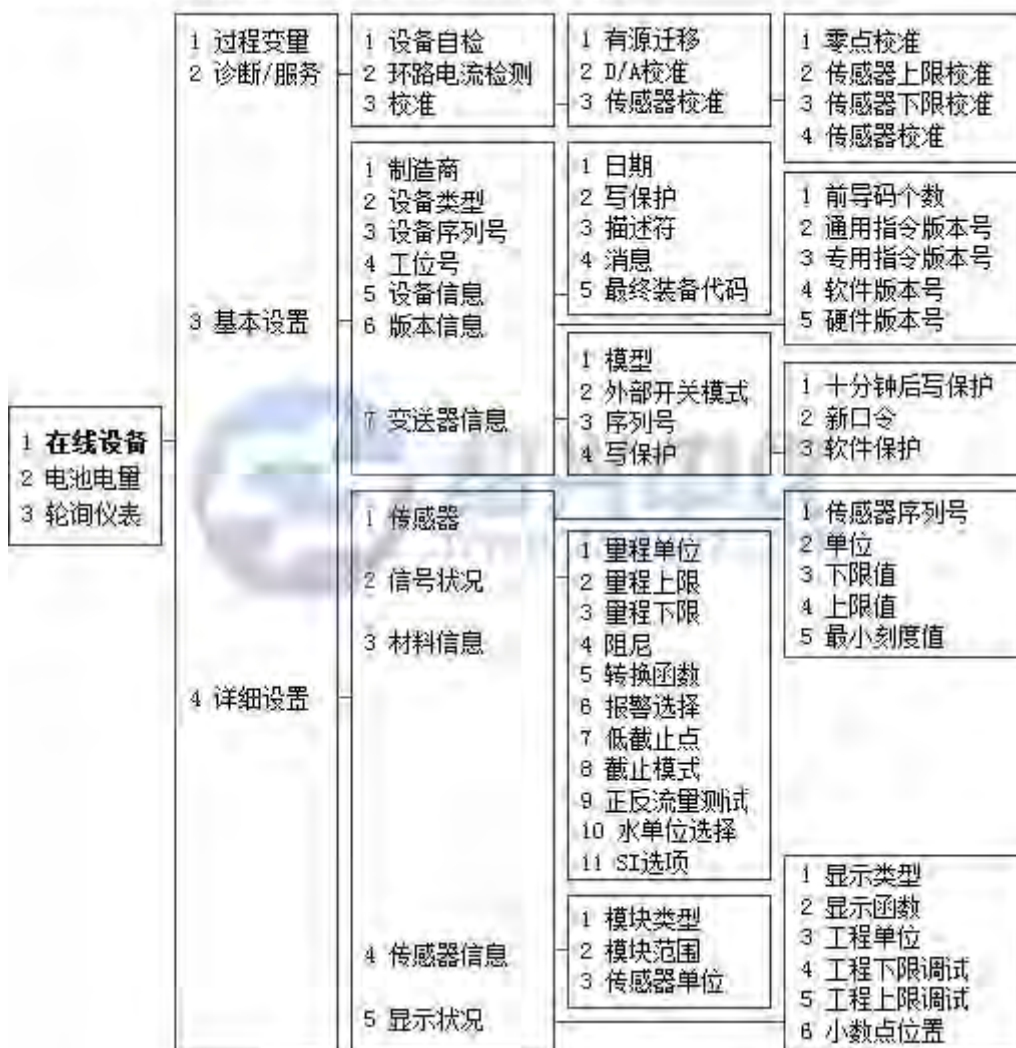 1 在线设备
2 电池电量
3 轮询仪表
1 过程变量
2 诊断/服务
3 基本设置
4 详细设置
1 设备自检
2 环路电流检测
3 校准
1 有源迁移
2 D/A校准
3 传感器校准
1 零点校准
2 传感器上限校准
3 传感器下限校准
4 传感器校准
1 制造商
2 设备类型
3 设备序列号
4 工位号
5 设备信息
6 版本信息
7 变送器信息
1 日期
2 写保护
3 描述符
4 消息
5 最终装备代码
1 前导码个数
2 通用指令版本号
3 专用指令版本号
4 软件版本号
5 硬件版本号
1 模型
2 外部开关模式
3 序列号
4 写保护
1 十分钟后写保护
2 新口令
3 软件保护
1 传感器
2 信号状况
3 材料信息
4 传感器信息
5 显示状况
1 传感器序列号
2 单位
3 下限值
4 上限值
5 最小刻度值
1 量程单位
2 量程上限
3 量程下限
4 阻尼
5 转换函数
6 报警选择
7 低截止点
8 截止模式
9 正反流量测试
10 水单位选择
11 SI选项
1 模块类型
2 模块范围
3 传感器单位
1 显示类型
2 显示函数
3 工程单位
4 工程下限调试
5 工程上限调试
6 小数点位置